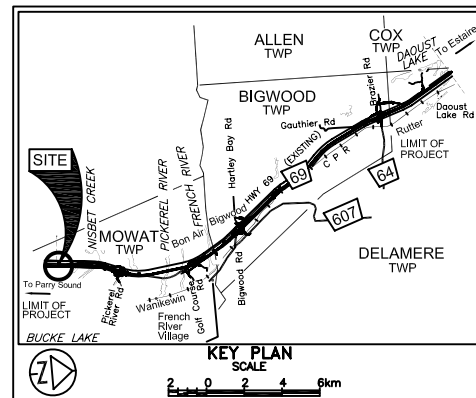 ALLEN
TWP
COX
TWP
DAOUST
LAKE
To Estaire
BIGWOOD
TWP
Gauthier Rd
Brazier Rd
Rutter
Daoust
Lake Rd
LIMIT OF
PROJECT
Hartley Bay Rd
HWY 69 (EXISTING)
C P R
69
64
607
SITE
NISBET CREEK
PICKEREL RIVER
FRENCH RIVER
MOWAT
TWP
Bon Air
Bigwood
DELAMERE
TWP
To Parry Sound
LIMIT OF
PROJECT
Pickerel
River Rd
Wanikewin
French
River
Village
Golf Course
Rd
Bigwood Rd
BUCKE LAKE
N
KEY PLAN
SCALE
2 0 2 4 6km